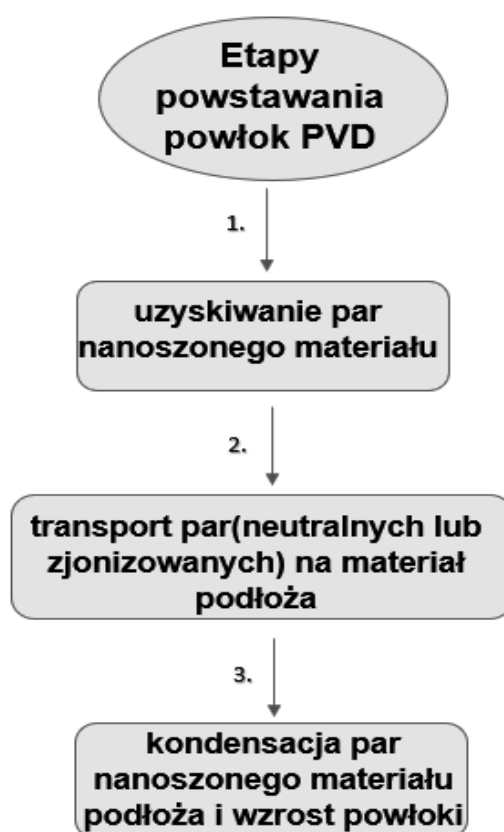 Etapy
powstawania
powłok PVD
1.
uzyskiwanie par
nanoszonego materiału
2.
transport par(neutralnych lub
zjonizowanych) na materiał
podłoża
3.
kondensacja par
nanoszonego materiału
podłoża i wzrost powłoki